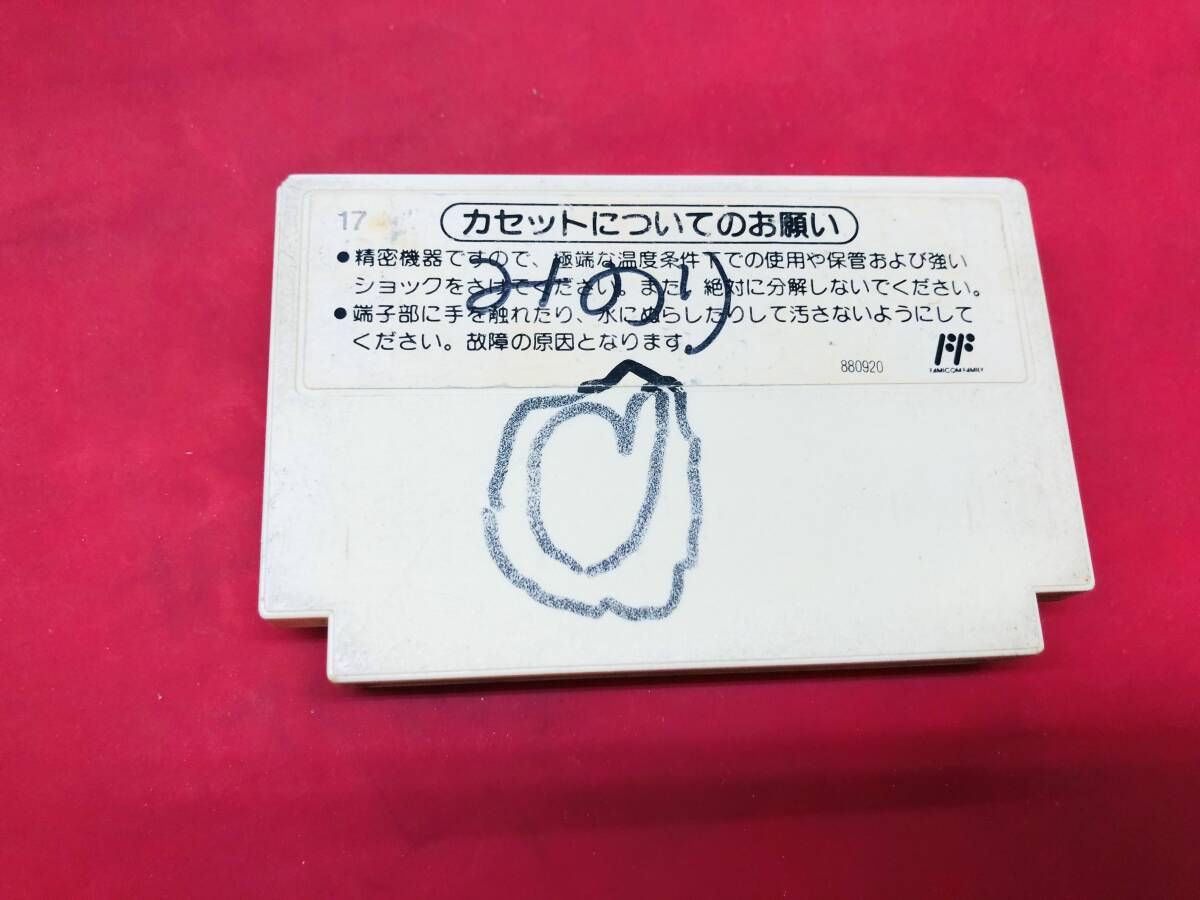 17
カセットについてのお願い
●精密機器ですので、極端な温度条件下での使用や保管および強い
ショックをさけてください。また、絶対に分解しないでください。
●端子部に手を触れたり、水にぬらしたりして汚さないようにして
ください。故障の原因となります。
みのり
880920
FAMICOM FAMILY